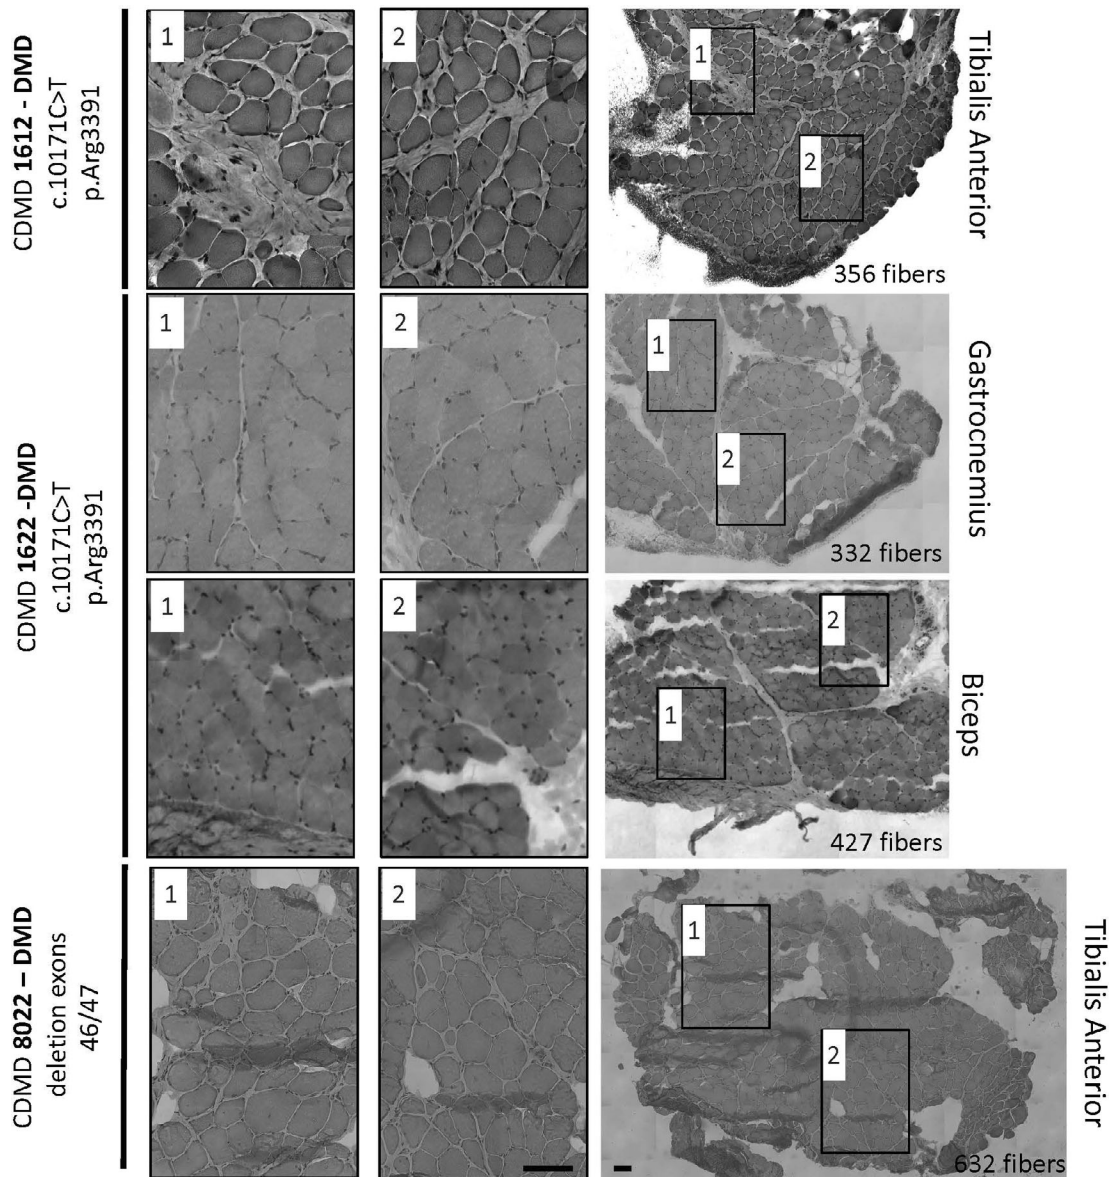 CDMD 1612 - DMD
c.10171C>T
p.Arg3391
1
2
1
2
356 fibers
Tibialis Anterior
CDMD 1622 -DMD
c.10171C>T
p.Arg3391
1
2
1
2
332 fibers
Gastrocnemius
1
2
2
1
427 fibers
Biceps
CDMD 8022 – DMD
deletion exons
46/47
1
2
1
2
632 fibers
Tibialis Anterior